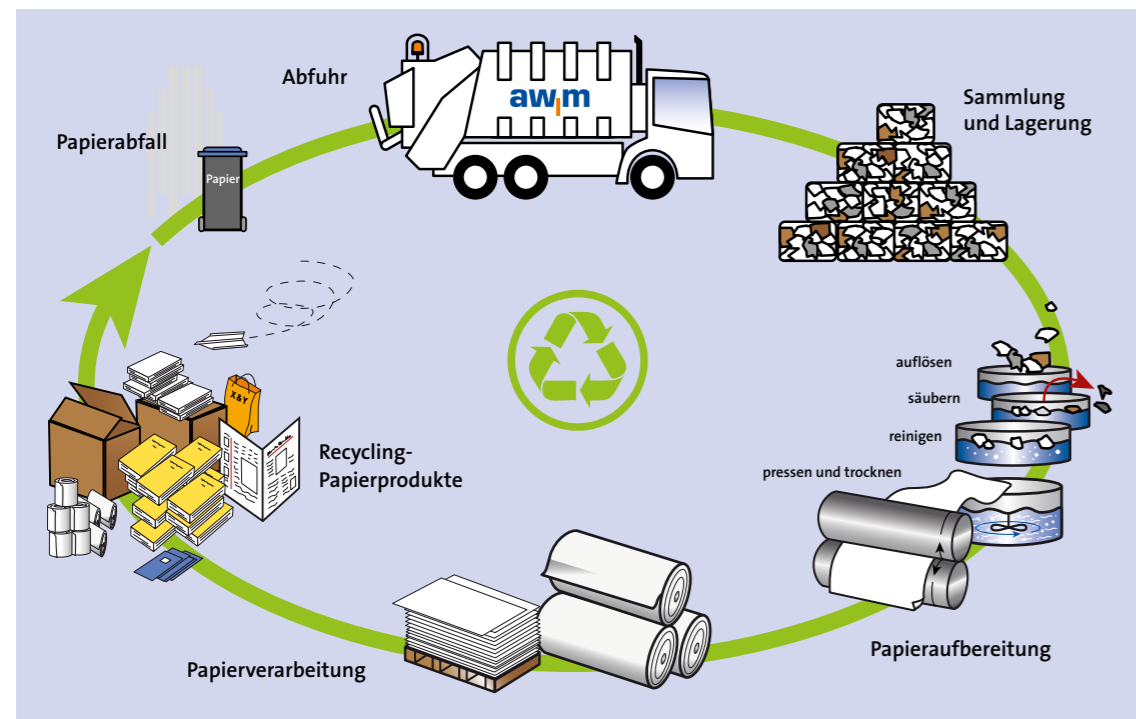 Abfuhr
awm
Papierabfall
Papier
Sammlung
und Lagerung
auflösen
säubern
reinigen
pressen und trocknen
X&Y
Recycling-
Papierprodukte
Papierverarbeitung
Papieraufbereitung